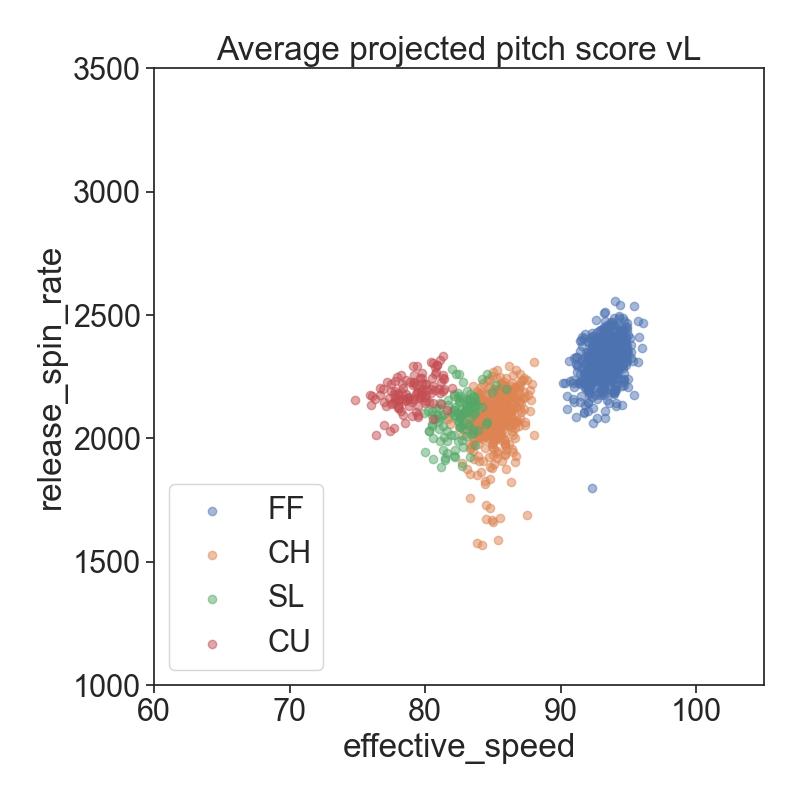 Average projected pitch score vL
3500
3000
2500
2000
1500
1000
release_spin_rate
FF
CH
SL
CU
60 70 80 90 100
effective_speed